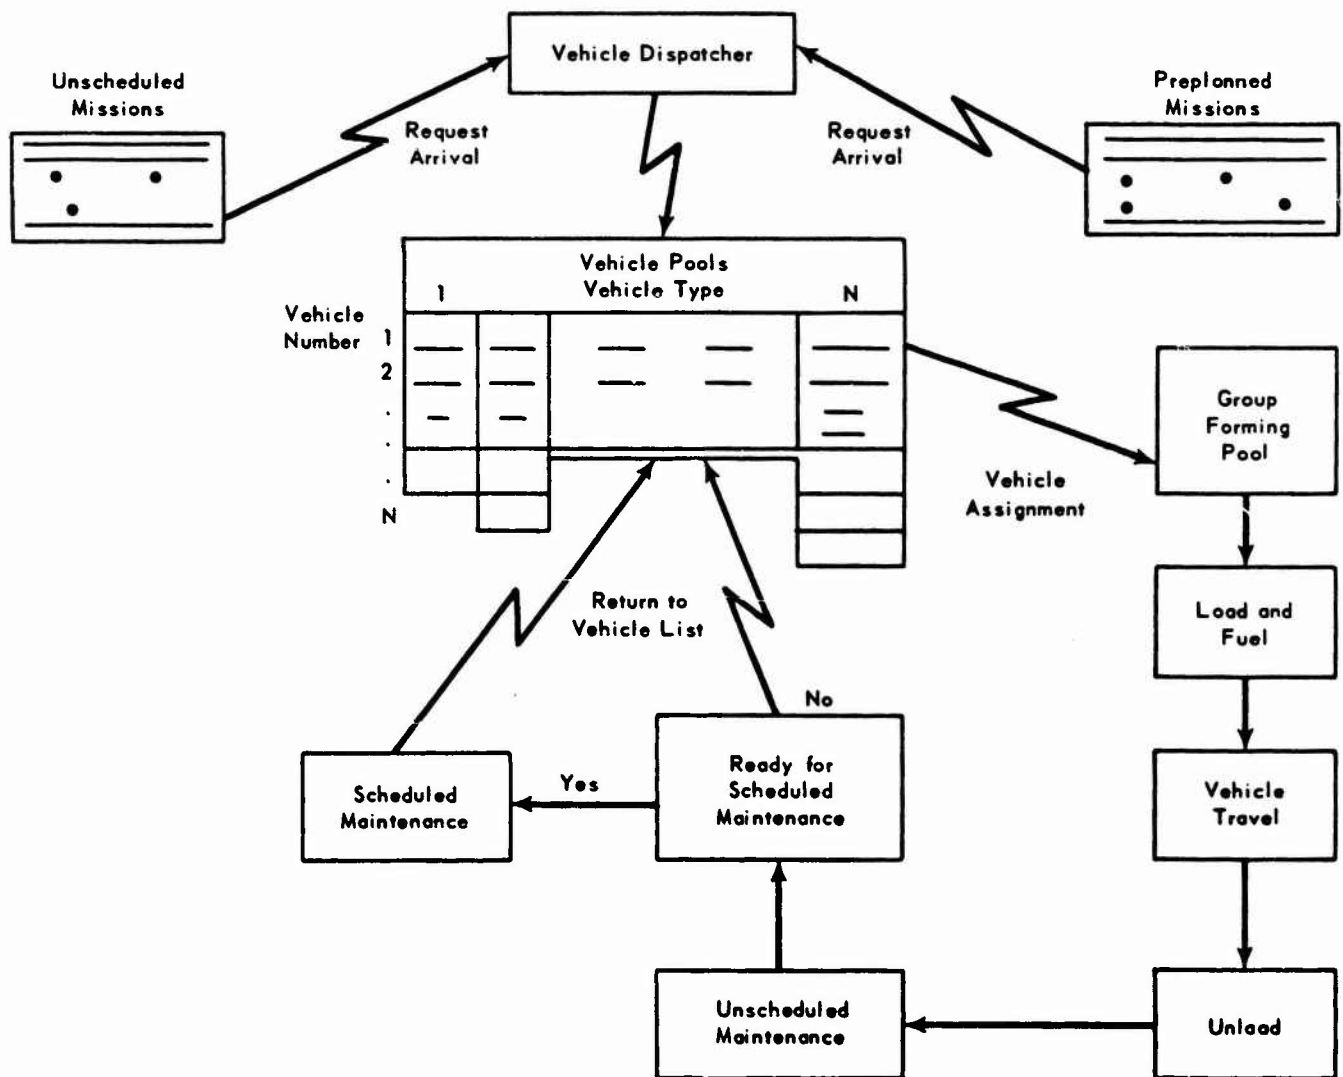 Vehicle Dispatcher
Unscheduled
Missions
Preplonned
Missions
Request
Arrival
Request
Arrival
Vehicle Pools
Vehicle Type
1
N
Vehicle
Number
1
2
.
.
.
N
Group
Forming
Pool
Vehicle
Assignment
Load and
Fuel
Return to
Vehicle List
No
Ready for
Scheduled
Maintenance
Yes
Scheduled
Maintenance
Vehicle
Travel
Unscheduled
Maintenance
Unload